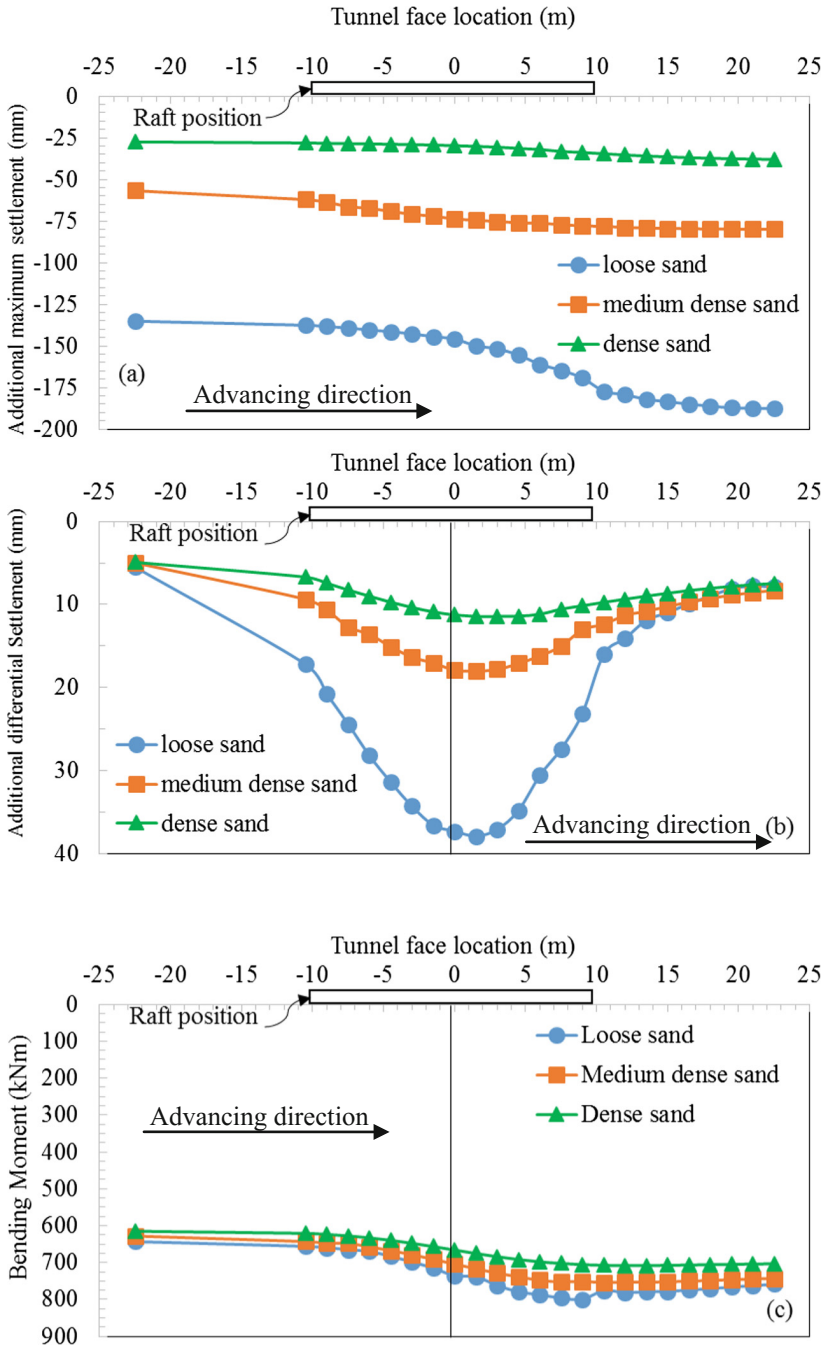 Tunnel face location (m)
-25 -20 -15 -10 -5 0 5 10 15 20 25
Additional maximum settlement (mm)
0
-25
-50
-75
-100
-125
-150
-175
-200
Raft position
loose sand
medium dense sand
dense sand
(a)
Advancing direction
Tunnel face location (m)
-25 -20 -15 -10 -5 0 5 10 15 20 25
Additional differential Settlement (mm)
0
10
20
30
40
Raft position
loose sand
medium dense sand
dense sand
Advancing direction
(b)
Tunnel face location (m)
-25 -20 -15 -10 -5 0 5 10 15 20 25
Bending Moment (kNm)
0
100
200
300
400
500
600
700
800
900
Raft position
Loose sand
Medium dense sand
Dense sand
Advancing direction
(c)